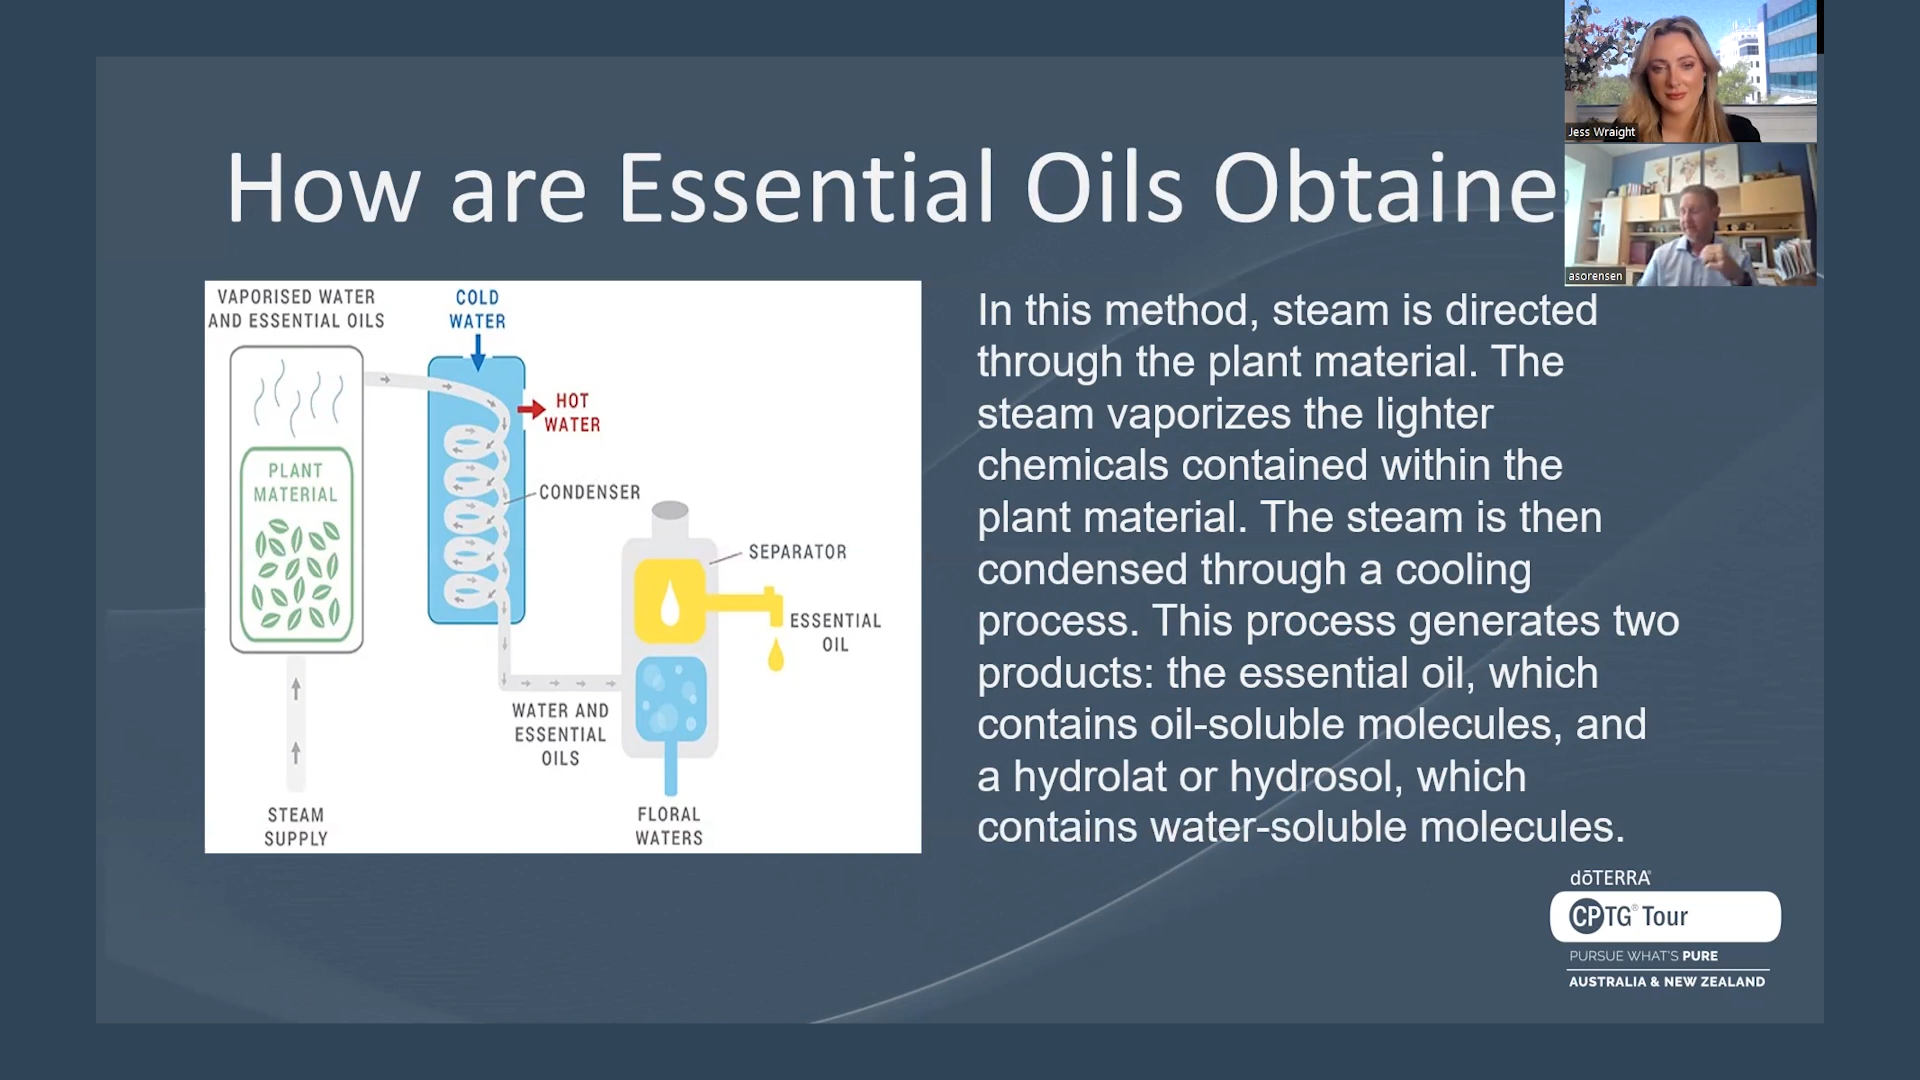 Jess Wraight
asorensen
How are Essential Oils Obtaine
VAPORISED WATER
AND ESSENTIAL OILS
COLD
WATER
HOT
WATER
PLANT
MATERIAL
CONDENSER
SEPARATOR
ESSENTIAL
OIL
WATER AND
ESSENTIAL
OILS
STEAM
SUPPLY
FLORAL
WATERS
In this method, steam is directed
through the plant material. The
steam vaporizes the lighter
chemicals contained within the
plant material. The steam is then
condensed through a cooling
process. This process generates two
products: the essential oil, which
contains oil-soluble molecules, and
a hydrolat or hydrosol, which
contains water-soluble molecules.
dōTERRA®
CPTG® Tour
PURSUE WHAT'S PURE
AUSTRALIA & NEW ZEALAND